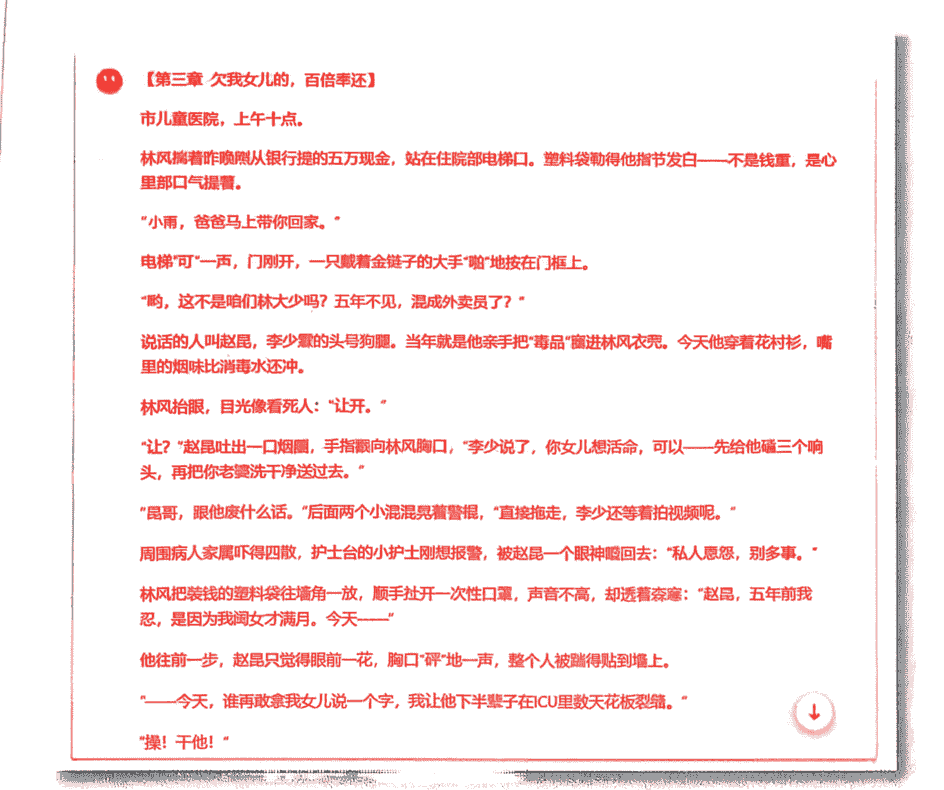 【第三章 欠我女儿的，百倍奉还】
市儿童医院，上午十点。
林风揣着昨晚刚从银行提的五万现金，站在住院部电梯口。塑料袋勒得他指节发白——不是钱重，是心
里那口气提着。
“小雨，爸爸马上带你回家。”
电梯“叮”一声，门刚开，一只戴着金链子的大手“啪”地按在门框上。
“哟，这不是咱们林大少吗？五年不见，混成外卖员了？”
说话的人叫赵昆，李少霖的头号狗腿。当年就是他亲手把“毒品”塞进林风衣兜。今天他穿着花衬衫，嘴
里的烟味比消毒水还冲。
林风抬眼，目光像看死人：“让开。”
“让？”赵昆吐出一口烟圈，手指戳向林风胸口，“李少说了，你女儿想活命，可以——先给他磕三个响
头，再把你老婆洗干净送过去。”
“昆哥，跟他废什么话。”后面两个小混混晃着警棍，“直接拖走，李少还等着拍视频呢。”
周围病人家属吓得四散，护士台的小护士刚想报警，被赵昆一个眼神瞪回去：“私人恩怨，别多事。”
林风把装钱的塑料袋往墙角一放，顺手扯开一次性口罩，声音不高，却透着森寒：“赵昆，五年前我
忍，是因为我闺女才满月。今天——”
他往前一步，赵昆只觉得眼前一花，胸口“砰”地一声，整个人被踹得贴到墙上。
“——今天，谁再敢拿我女儿说一个字，我让他下半辈子在ICU里数天花板裂缝。”
“操！干他！”